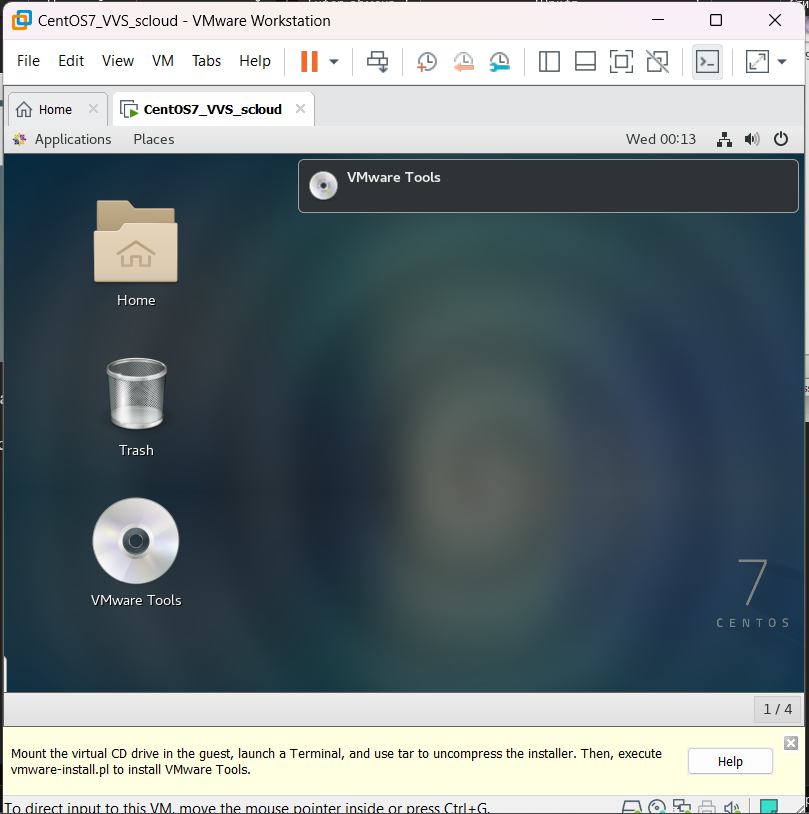 CentOS7_VVS_scloud - VMware Workstation
File Edit View VM Tabs Help
Home CentOS7_VVS_scloud
Applications Places Wed 00:13
VMware Tools
Home
Trash
VMware Tools
7
CENTOS
1 / 4
Mount the virtual CD drive in the guest, launch a Terminal, and use tar to uncompress the installer. Then, execute
vmware-install.pl to install VMware Tools.
Help
To direct input to this VM, move the mouse pointer inside or press Ctrl+G.